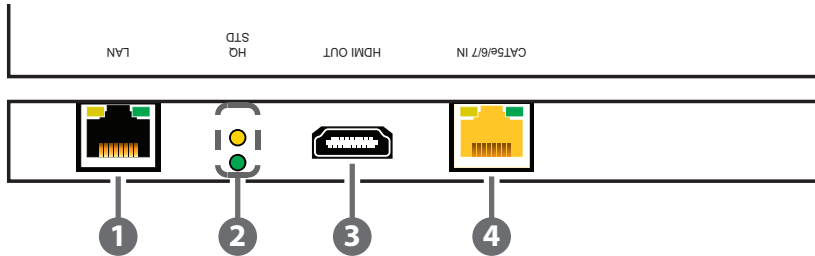 LAN
HQ
STD
HDMI OUT
CAT5e/6/7 IN
1
2
3
4